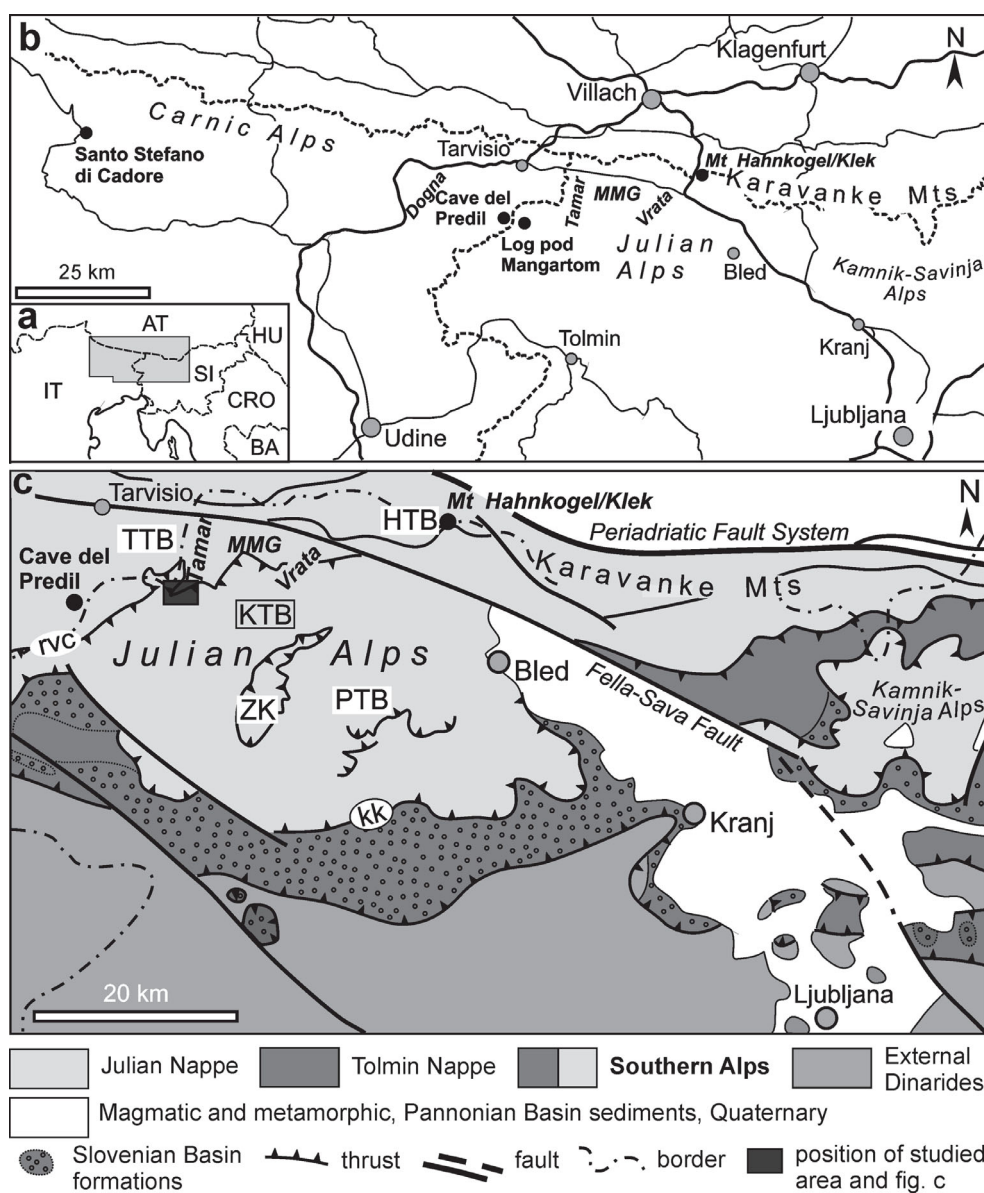 b
N
Klagenfurt
Villach
Carnic Alps
Santo Stefano
di Cadore
Tarvisio
Mt Hahnkogel/Klek
Karavanke Mts
Dogna
Cave del
Predil
Tamar
MMG
Vrata
Log pod
Mangartom
Julian
Alps
Bled
Kamnik-Savinja
Alps
25 km
Tolmin
Kranj
Udine
Ljubljana
a
AT
HU
IT
SI
CRO
BA
c
N
Tarvisio
Mt Hahnkogel/Klek
HTB
Periadriatic Fault System
TTB
Tamar
MMG
Vrata
Cave del
Predil
Karavanke Mts
KTB
rvc
Julian Alps
Bled
ZK
PTB
Fella-Sava Fault
Kamnik-
Savinja Alps
kk
Kranj
20 km
Ljubljana
Julian Nappe
Tolmin Nappe
Southern Alps
External
Dinarides
Magmatic and metamorphic, Pannonian Basin sediments, Quaternary
Slovenian Basin
formations
thrust
fault
border
position of studied
area and fig. c